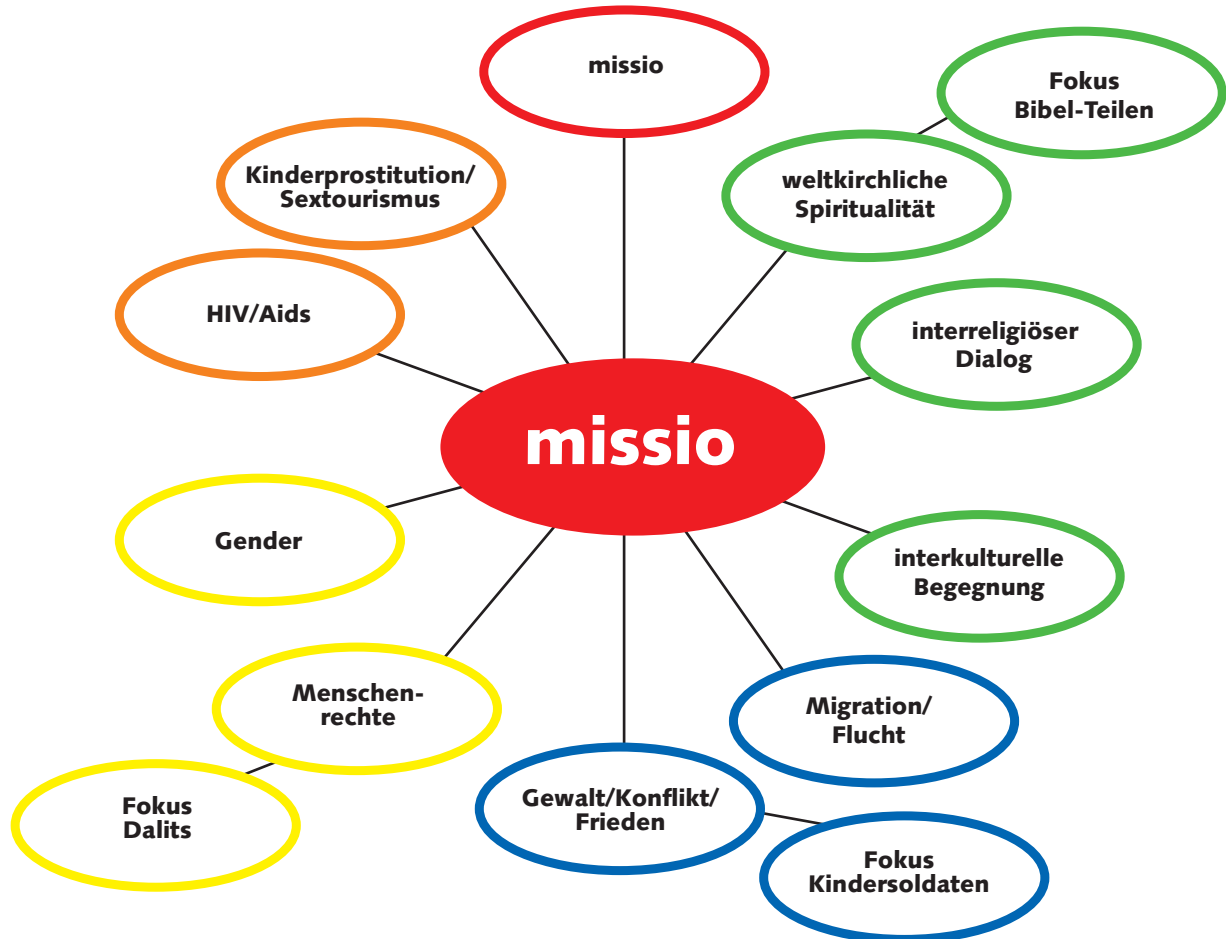 missio
Fokus
Bibel-Teilen
Kinderprostitution/
Sextourismus
weltkirchliche
Spiritualität
HIV/Aids
interreligiöser
Dialog
missio
Gender
interkulturelle
Begegnung
Menschen-
rechte
Migration/
Flucht
Fokus
Dalits
Gewalt/Konflikt/
Frieden
Fokus
Kindersoldaten